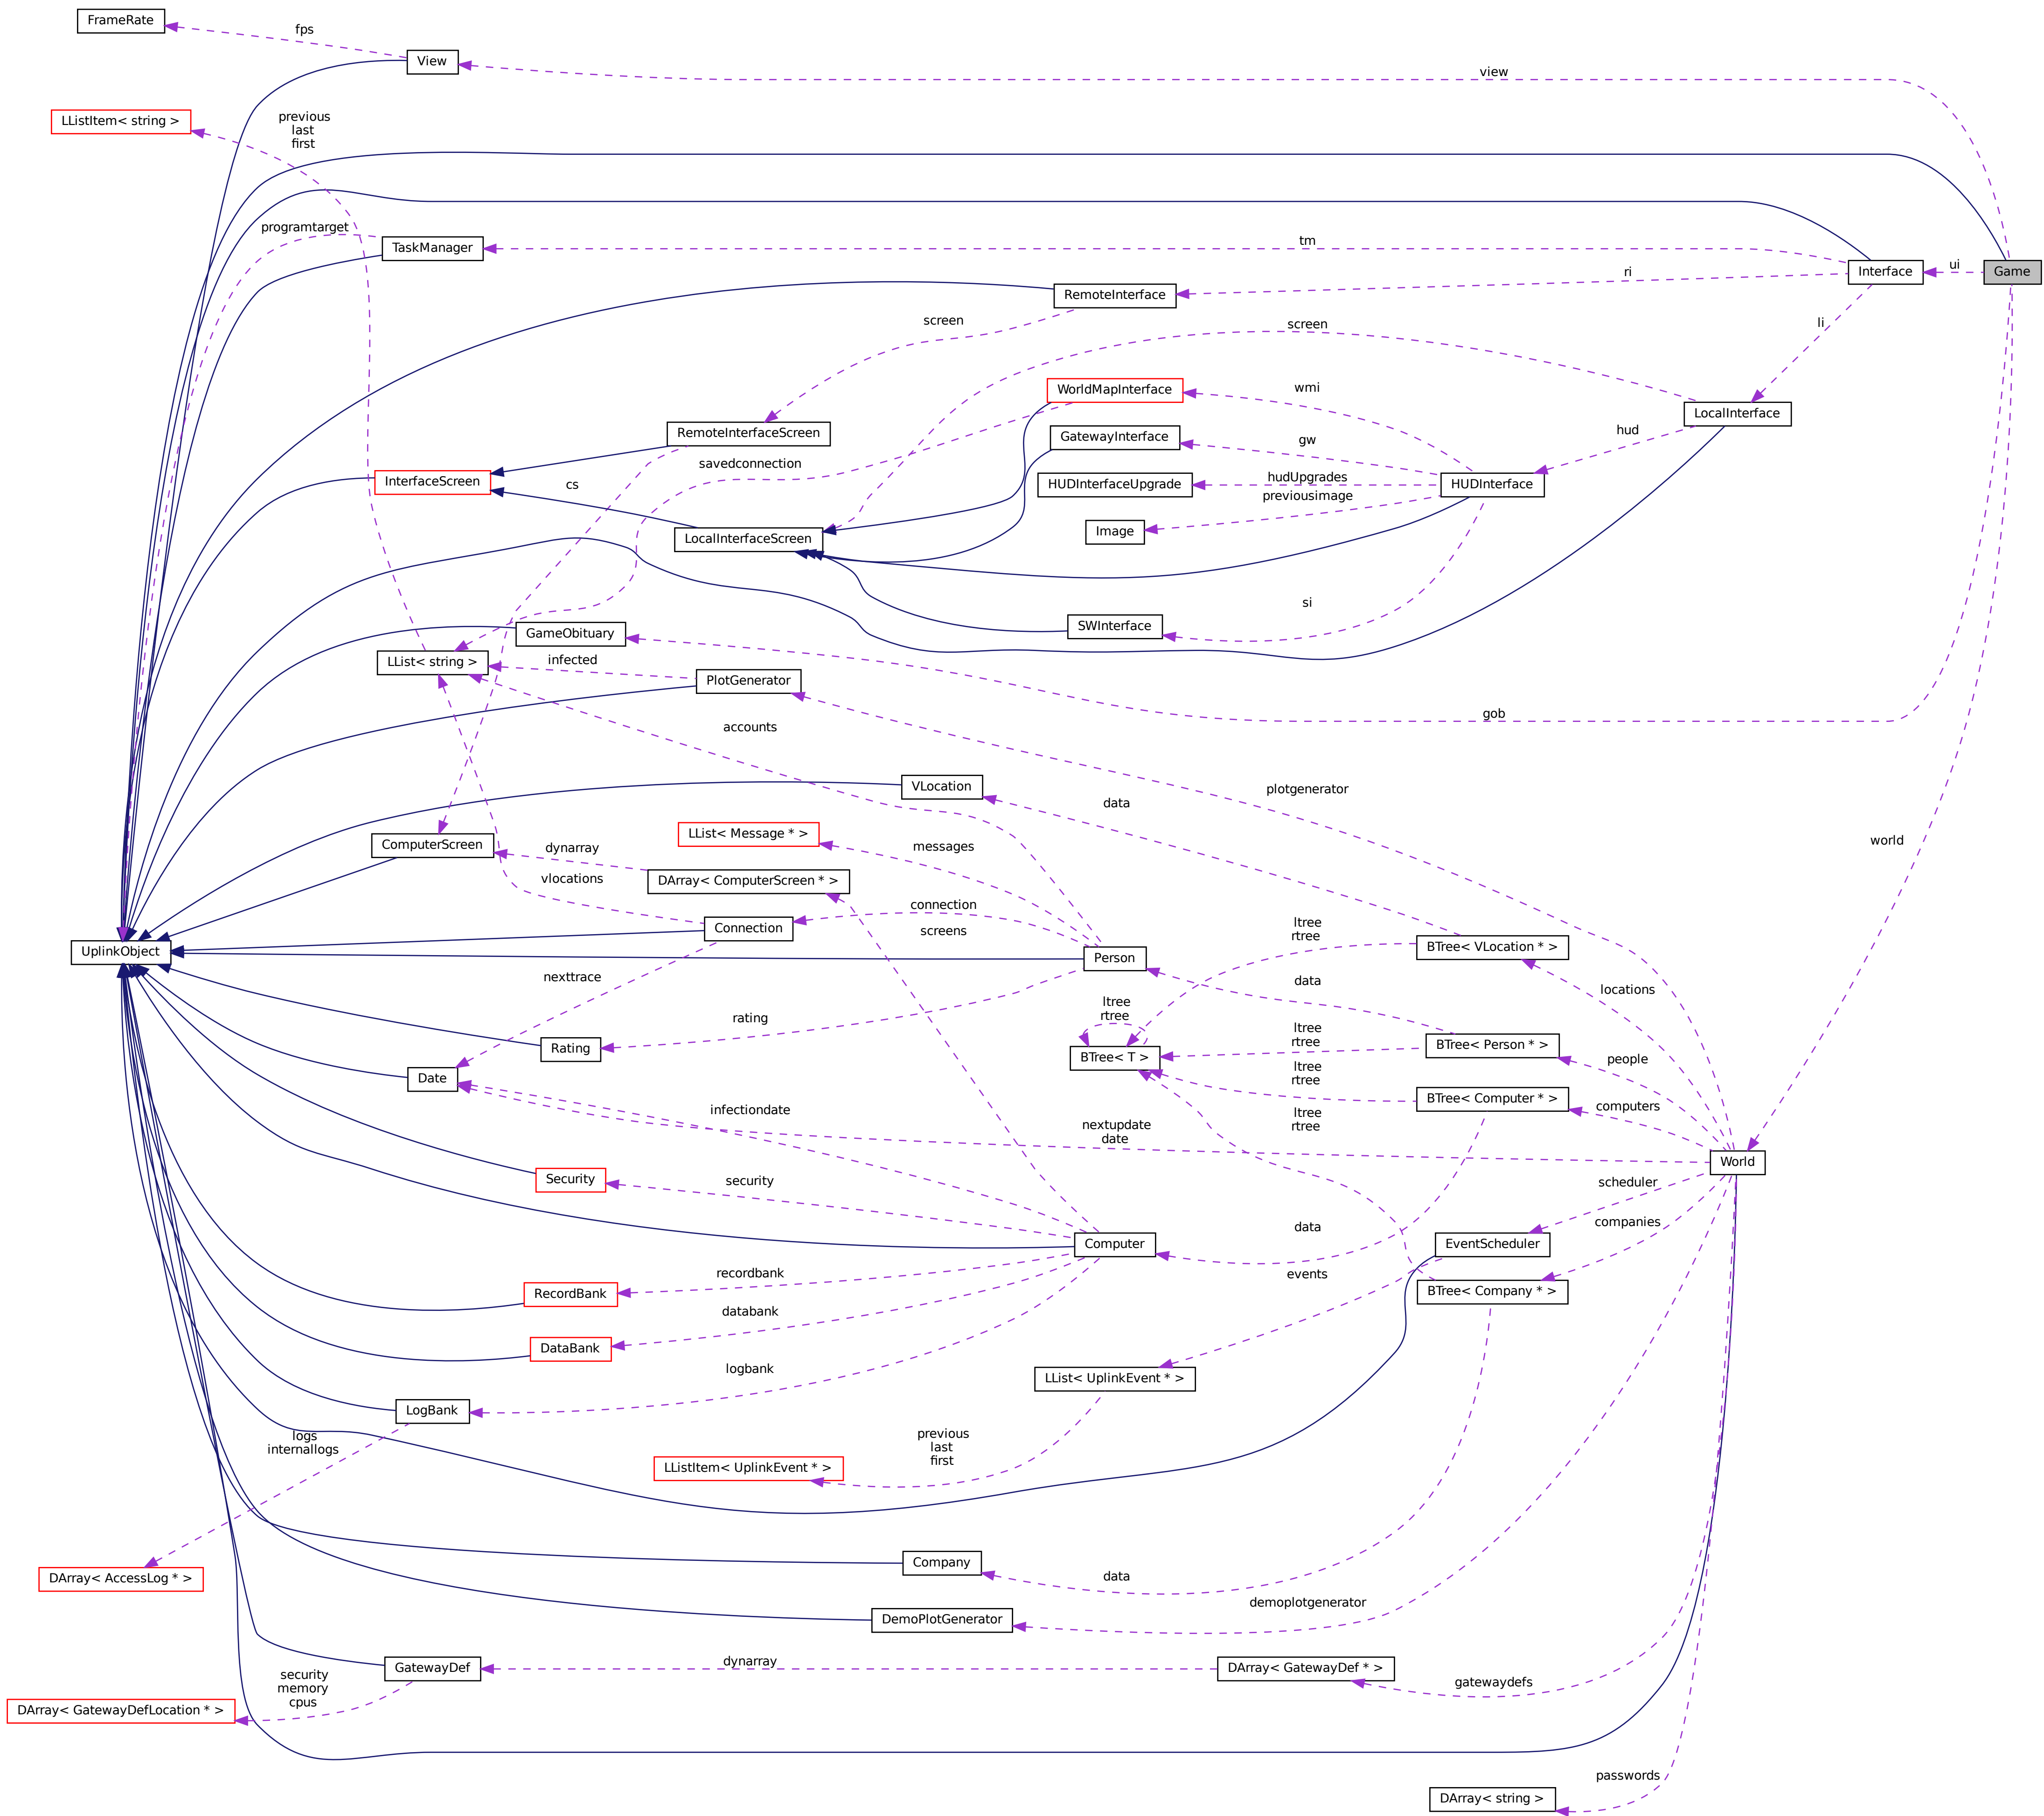 FrameRate
fps
View
view
LListItem< string >
previous
last
first
programtarget
TaskManager
tm
Interface
ui
Game
ri
RemoteInterface
screen
screen
li
WorldMapInterface
wmi
LocalInterface
RemoteInterfaceScreen
GatewayInterface
gw
hud
savedconnection
InterfaceScreen
cs
HUDInterfaceUpgrade
hudUpgrades
previousimage
HUDInterface
Image
LocalInterfaceScreen
si
SWInterface
GameObituary
LList< string >
infected
PlotGenerator
gob
accounts
VLocation
data
plotgenerator
LList< Message * >
messages
world
ComputerScreen
dynarray
DArray< ComputerScreen * >
vlocations
connection
Connection
screens
ltree
rtree
BTree< VLocation * >
UplinkObject
Person
nexttrace
data
locations
rating
ltree
rtree
ltree
rtree
Rating
BTree< T >
BTree< Person * >
people
Date
ltree
rtree
BTree< Computer * >
infectiondate
computers
nextupdate
date
ltree
rtree
World
Security
security
scheduler
companies
data
Computer
EventScheduler
recordbank
events
RecordBank
BTree< Company * >
databank
DataBank
logbank
LList< UplinkEvent * >
LogBank
logs
internallogs
previous
last
first
LListItem< UplinkEvent * >
Company
DArray< AccessLog * >
data
demoplotgenerator
DemoPlotGenerator
GatewayDef
dynarray
DArray< GatewayDef * >
gatewaydefs
security
memory
cpus
DArray< GatewayDefLocation * >
passwords
DArray< string >